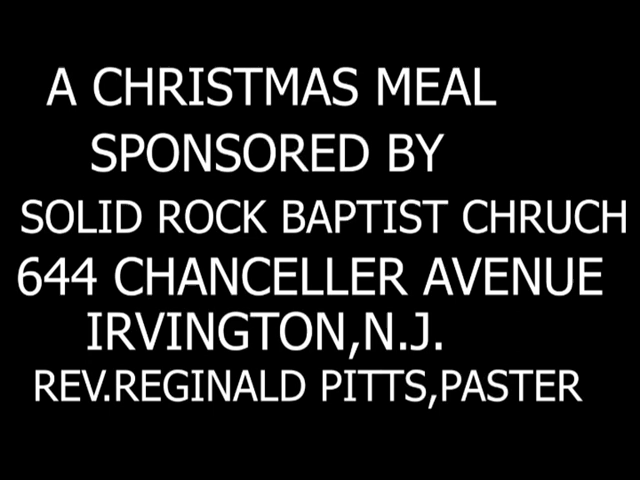 A CHRISTMAS MEAL
SPONSORED BY
SOLID ROCK BAPTIST CHRUCH
644 CHANCELLER AVENUE
IRVINGTON,N.J.
REV.REGINALD PITTS,PASTER